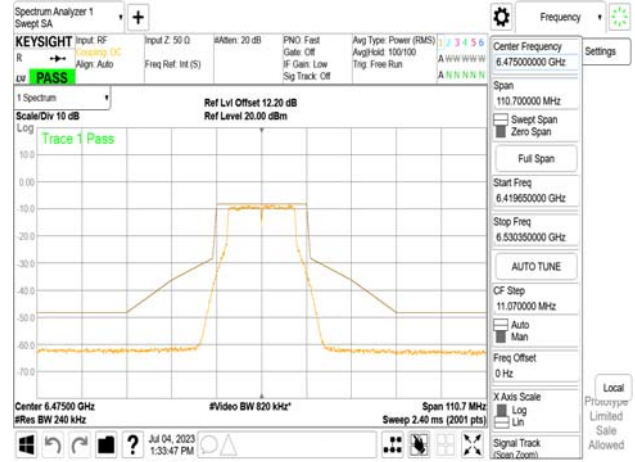 Spectrum Analyzer 1
Swept SA
+
Frequency
KEYSIGHT
Input: RF
Coupling: DC
Align: Auto
Input Z: 50 Ω
Freq Ref: Int (S)
#Atten: 20 dB
PNO: Fast
Gate: Off
IF Gain: Low
Sig Track: Off
Avg Type: Power (RMS)
Avg|Hold: 100/100
Trig: Free Run
1 2 3 4 5 6
A W W W W W
A N N N N N
R
PASS
Center Frequency
6.475000000 GHz
Settings
Span
110.700000 MHz
Swept Span
Zero Span
Full Span
Start Freq
6.419650000 GHz
Stop Freq
6.530350000 GHz
AUTO TUNE
CF Step
11.070000 MHz
Auto
Man
Freq Offset
0 Hz
X Axis Scale
Log
Lin
Signal Track
(Span Zoom)
Local
Prototype
Limited
Sale
Allowed
1 Spectrum
Scale/Div 10 dB
Ref Lvl Offset 12.20 dB
Ref Level 20.00 dBm
Log
Trace 1 Pass
10.0
0.00
-10.0
-20.0
-30.0
-40.0
-50.0
-60.0
-70.0
Center 6.47500 GHz
#Res BW 240 kHz
#Video BW 820 kHz*
Span 110.7 MHz
Sweep 2.40 ms (2001 pts)
?
Jul 04, 2023
1:33:47 PM